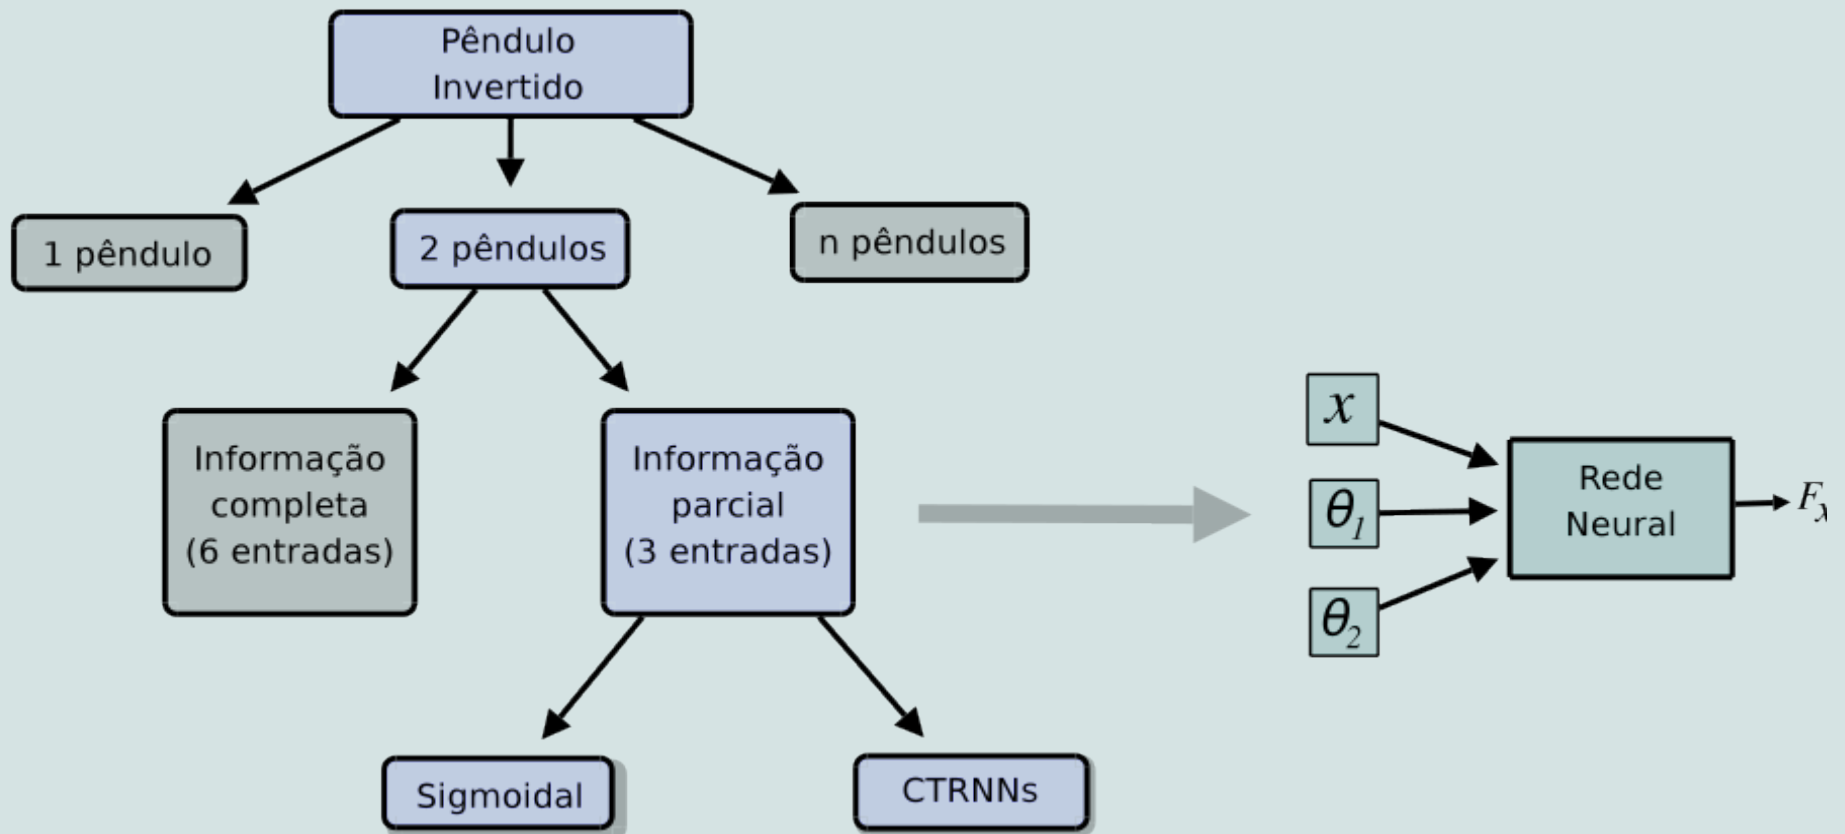 Pêndulo
Invertido
1 pêndulo
2 pêndulos
n pêndulos
Informação
completa
(6 entradas)
Informação
parcial
(3 entradas)
x
θ1
θ2
Rede
Neural
Fx
Sigmoidal
CTRNNs